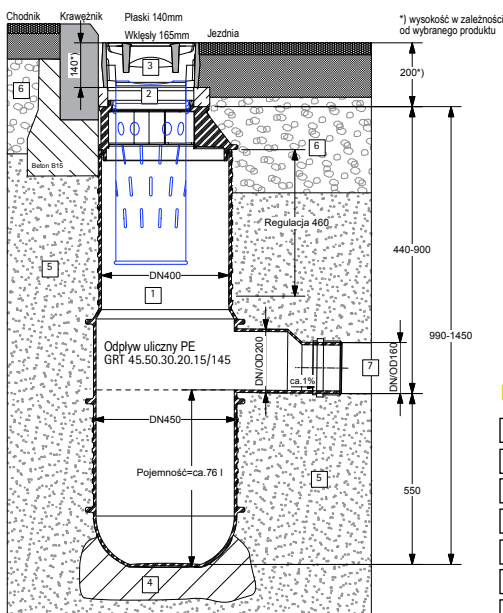 Chodnik Krawężnik Płaski 140mm
Wklęsły 165mm Jezdnia
*) wysokość w zależności
od wybranego produktu
140*)
3
200*)
2
6
6
Beton B15
Regulacja 460
440-900
5
DN400
1
990-1450
Odpływ uliczny PE
GRT 45.50.30.20.15/145
DN/OD200
ca.1%
7
DN/OD160
DN450
Pojemność=ca.76 l
5
550
4